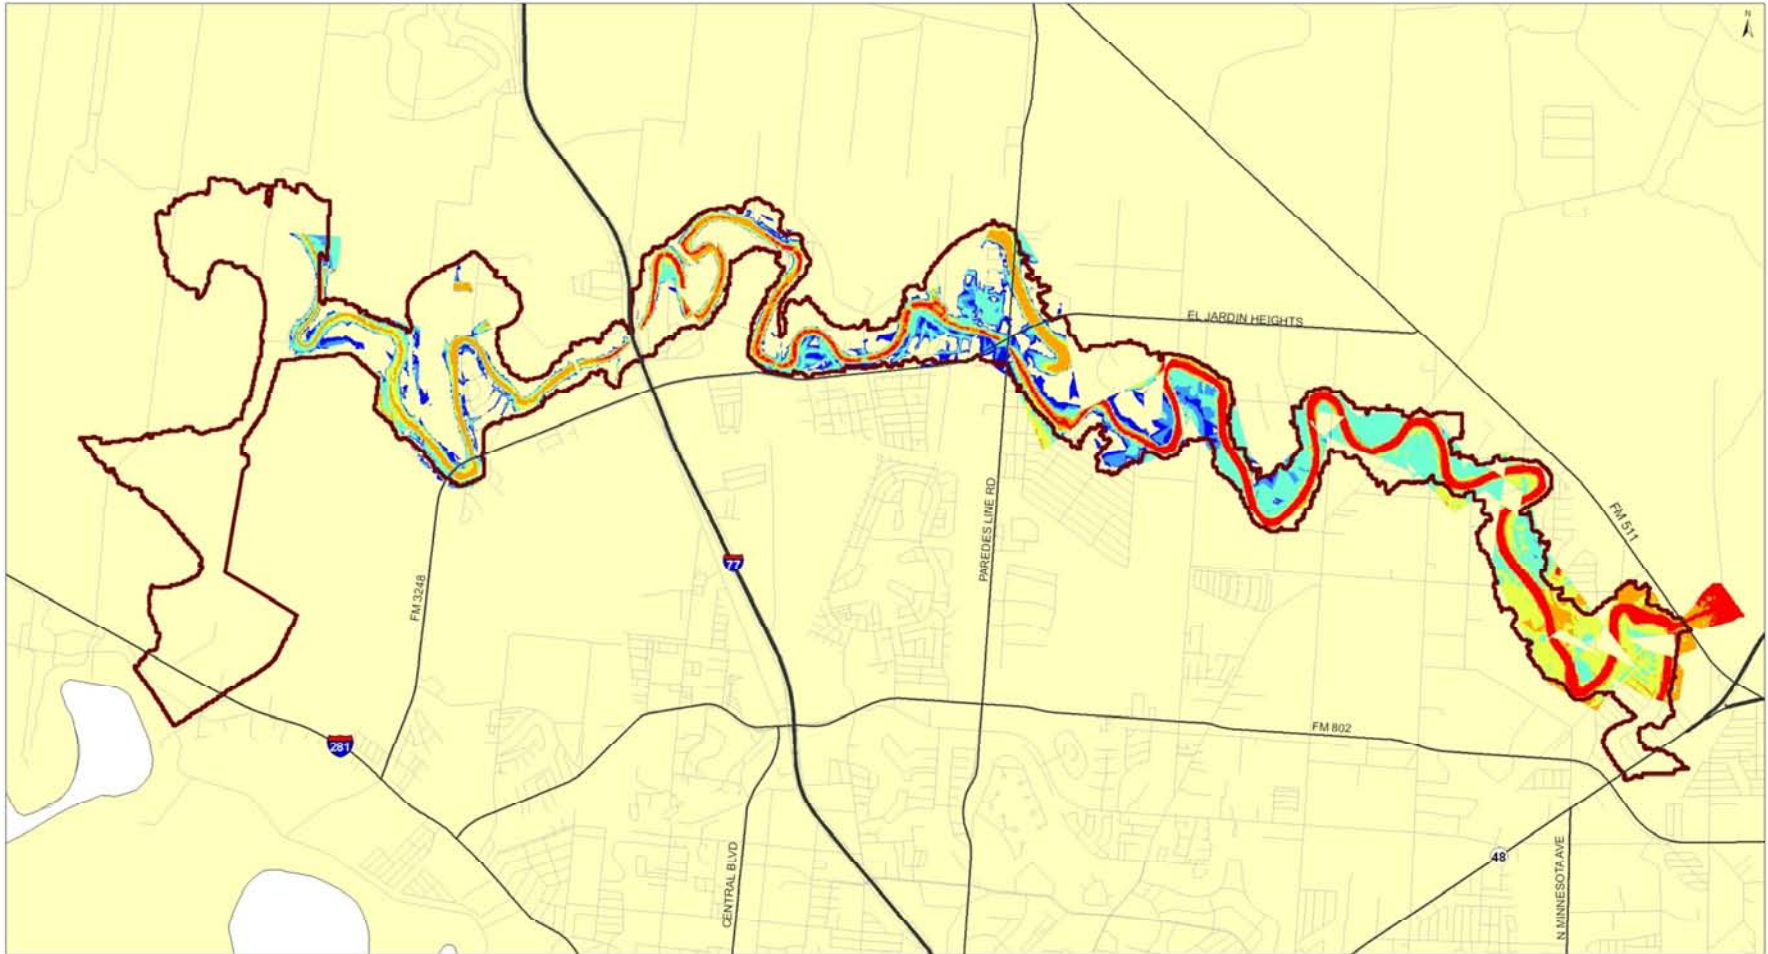 N
EL JARDIN HEIGHTS
FM 511
PAREDES LINE RD
77
FM 3248
FM 802
281
CENTRAL BLVD
48
N MINNESOTA AVE